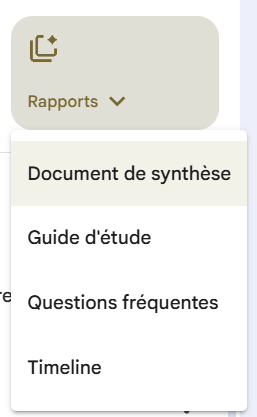 Rapports
Document de synthèse
Guide d'étude
Questions fréquentes
Timeline